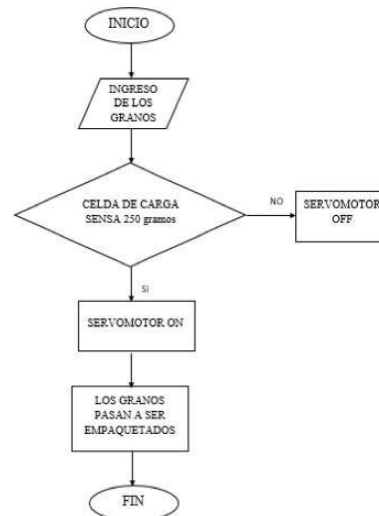 INICIO
INGRESO
DE LOS
GRANOS
CELDA DE CARGA
SENSA 250 gramos
NO
SERVOMOTOR
OFF
SI
SERVOMOTOR ON
LOS GRANOS
PASAN A SER
EMPAQUETADOS
FIN